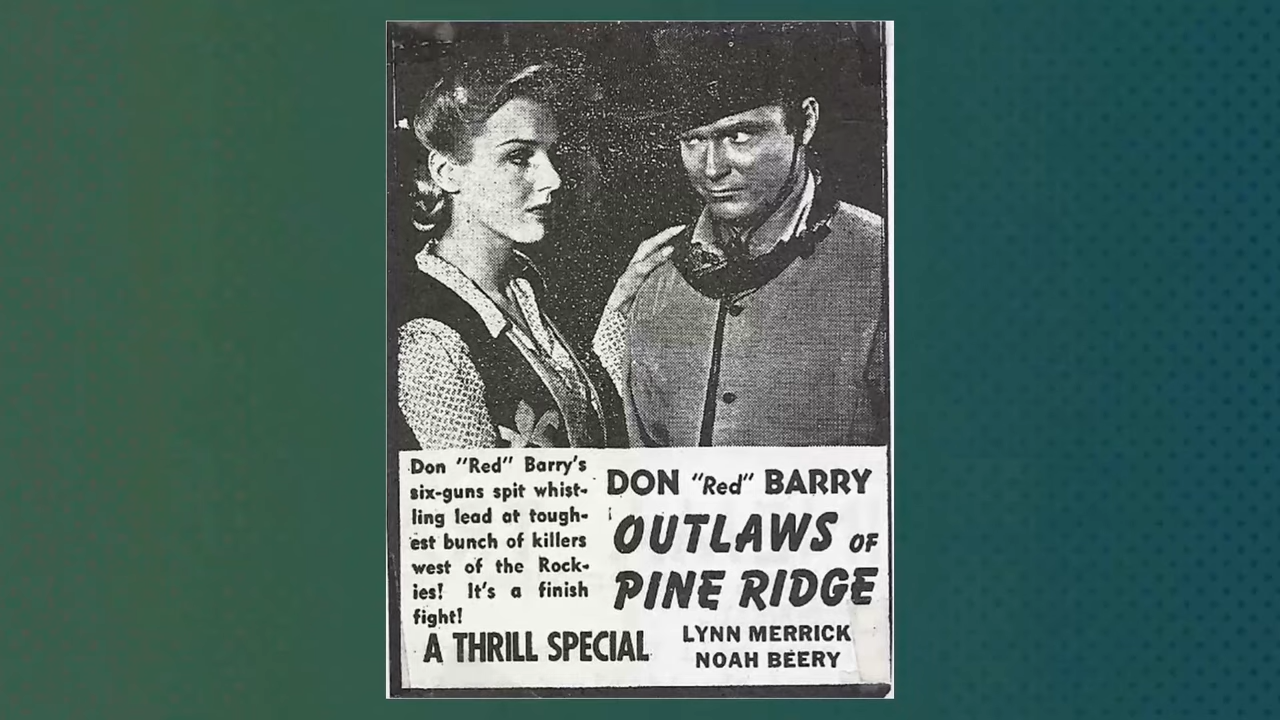 Don "Red" Barry's
six-guns spit whist-
ling lead at tough-
est bunch of killers
west of the Rock-
ies! It's a finish
fight!
A THRILL SPECIAL
DON "Red" BARRY
OUTLAWS OF
PINE RIDGE
LYNN MERRICK
NOAH BEERY